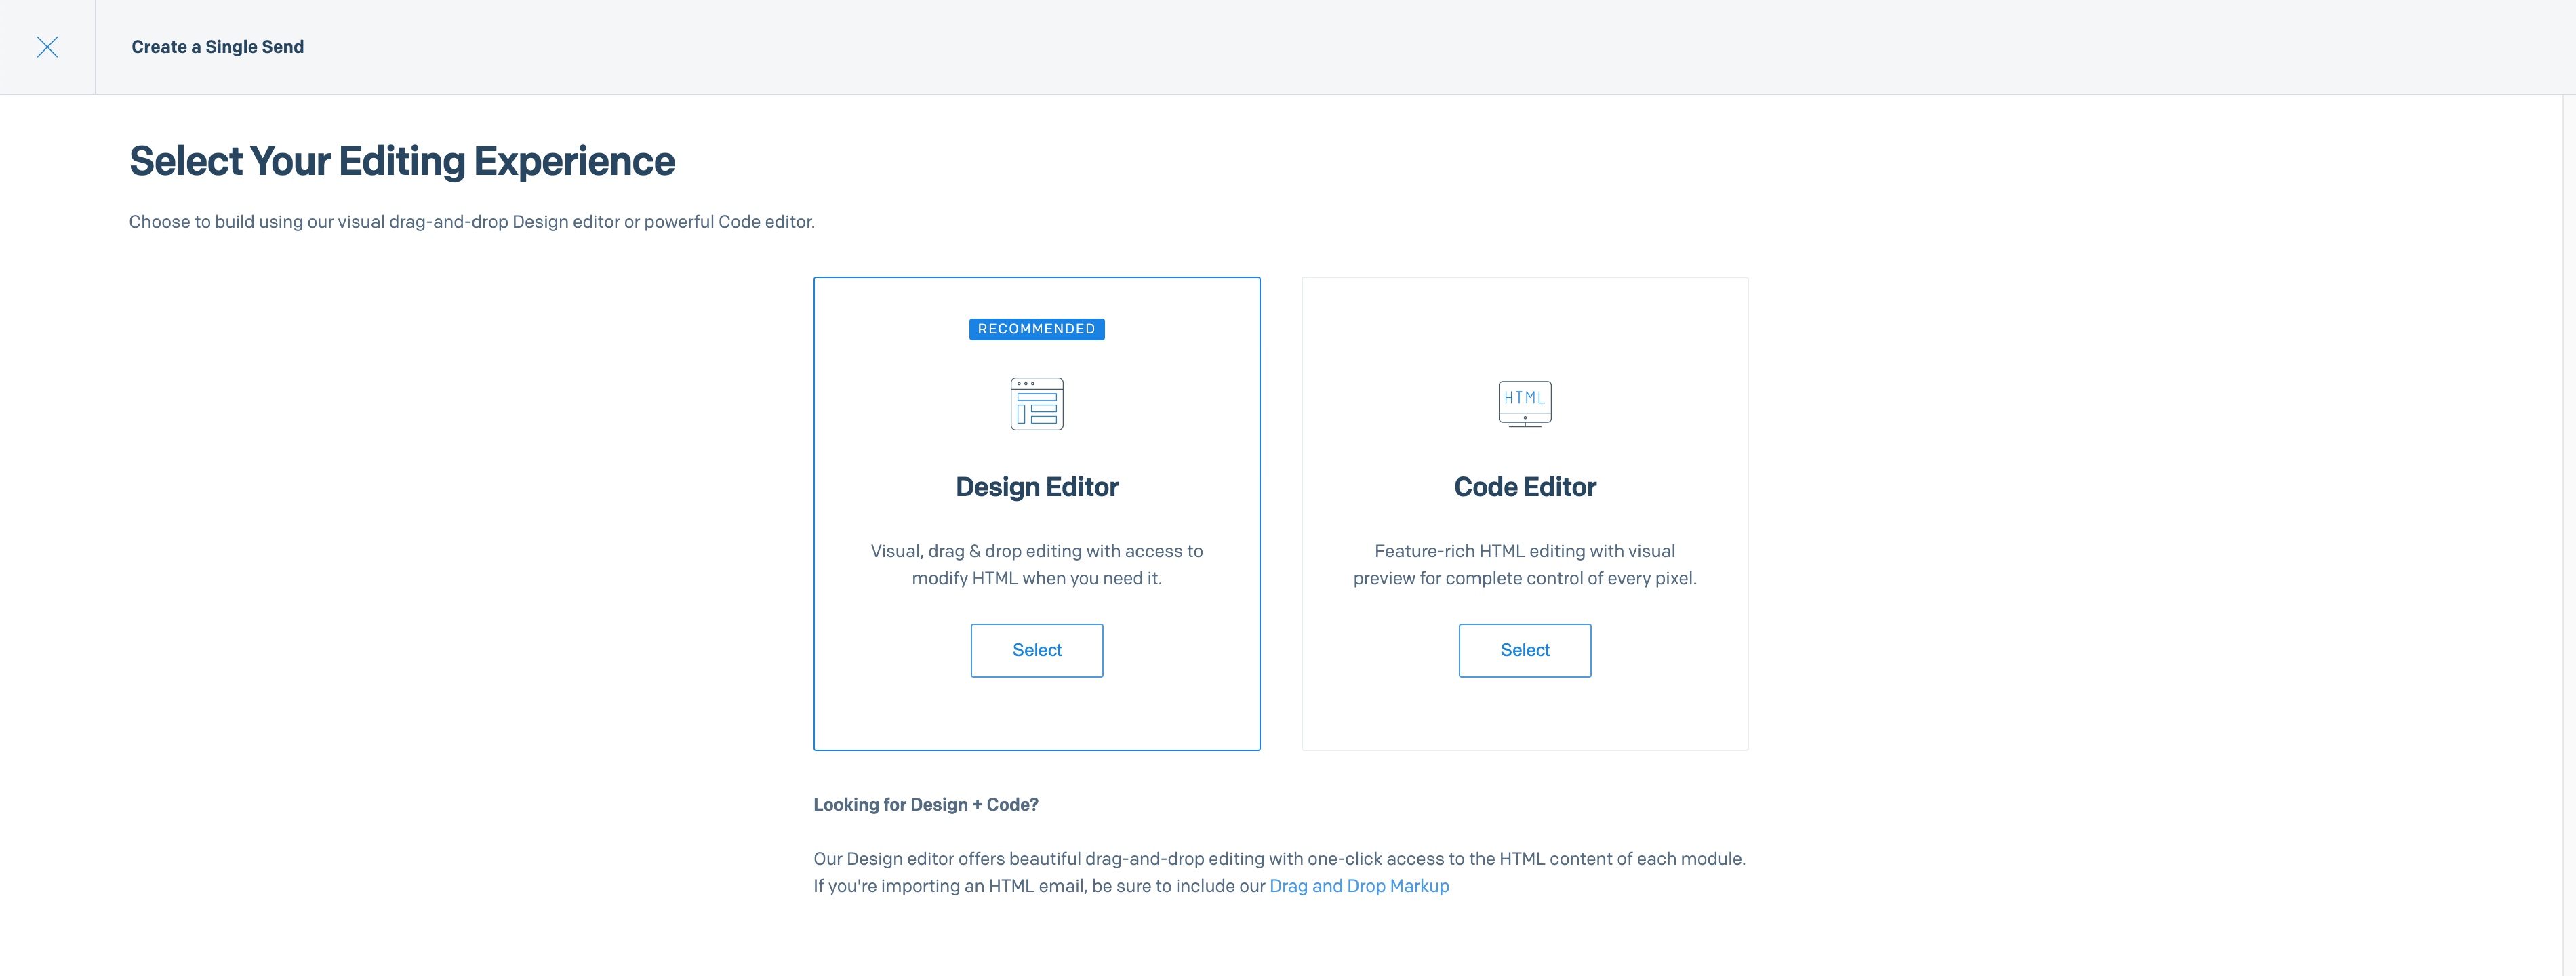 Create a Single Send
Select Your Editing Experience
Choose to build using our visual drag-and-drop Design editor or powerful Code editor.
RECOMMENDED
Design Editor
Visual, drag & drop editing with access to
modify HTML when you need it.
Select
HTML
Code Editor
Feature-rich HTML editing with visual
preview for complete control of every pixel.
Select
Looking for Design + Code?
Our Design editor offers beautiful drag-and-drop editing with one-click access to the HTML content of each module.
If you're importing an HTML email, be sure to include our Drag and Drop Markup